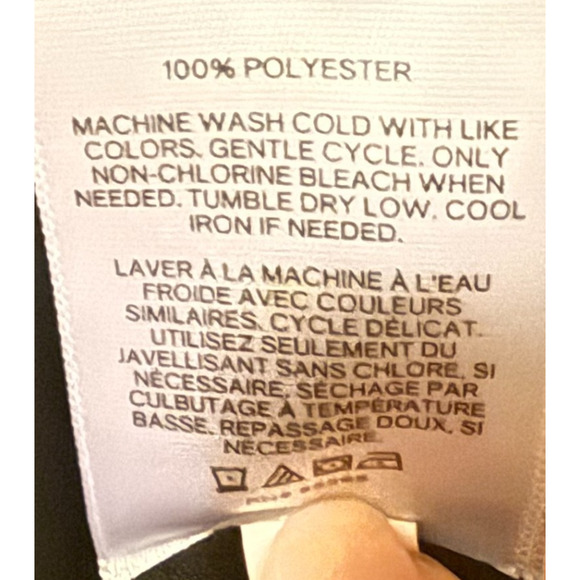 100% POLYESTER
MACHINE WASH COLD WITH LIKE
COLORS. GENTLE CYCLE. ONLY
NON-CHLORINE BLEACH WHEN
NEEDED. TUMBLE DRY LOW. COOL
IRON IF NEEDED.
LAVER À LA MACHINE À L'EAU
FROIDE AVEC COULEURS
SIMILAIRES. CYCLE DÉLICAT.
UTILISEZ SEULEMENT DU
JAVELLISANT SANS CHLORE, SI
NÉCESSAIRE. SÉCHAGE PAR
CULBUTAGE À TEMPÉRATURE
BASSE. REPASSAGE DOUX, SI
NÉCESSAIRE.